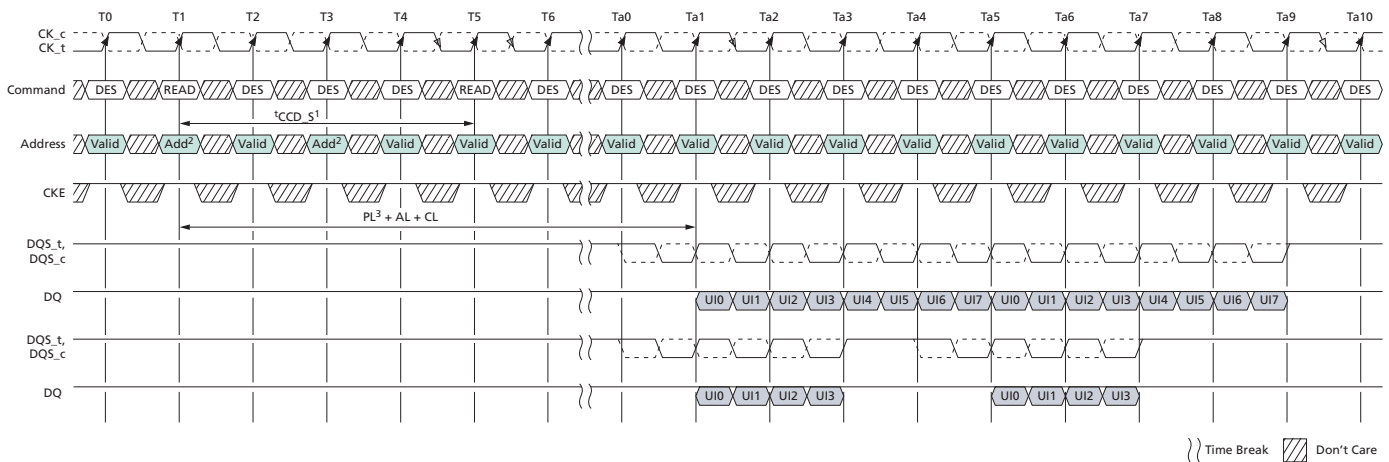 T0 T1 T2 T3 T4 T5 T6 Ta0 Ta1 Ta2 Ta3 Ta4 Ta5 Ta6 Ta7 Ta8 Ta9 Ta10
CK_c
CK_t
Command DES READ DES DES DES READ DES DES DES DES DES DES DES DES DES DES DES DES
tCCD_S1
Address Valid Add2 Valid Add2 Valid Valid Valid Valid Valid Valid Valid Valid Valid Valid Valid Valid Valid Valid
CKE
PL3 + AL + CL
DQS_t,
DQS_c
DQ UI0 UI1 UI2 UI3 UI4 UI5 UI6 UI7 UI0 UI1 UI2 UI3 UI4 UI5 UI6 UI7
DQS_t,
DQS_c
DQ UI0 UI1 UI2 UI3 UI0 UI1 UI2 UI3
Time Break Don't Care